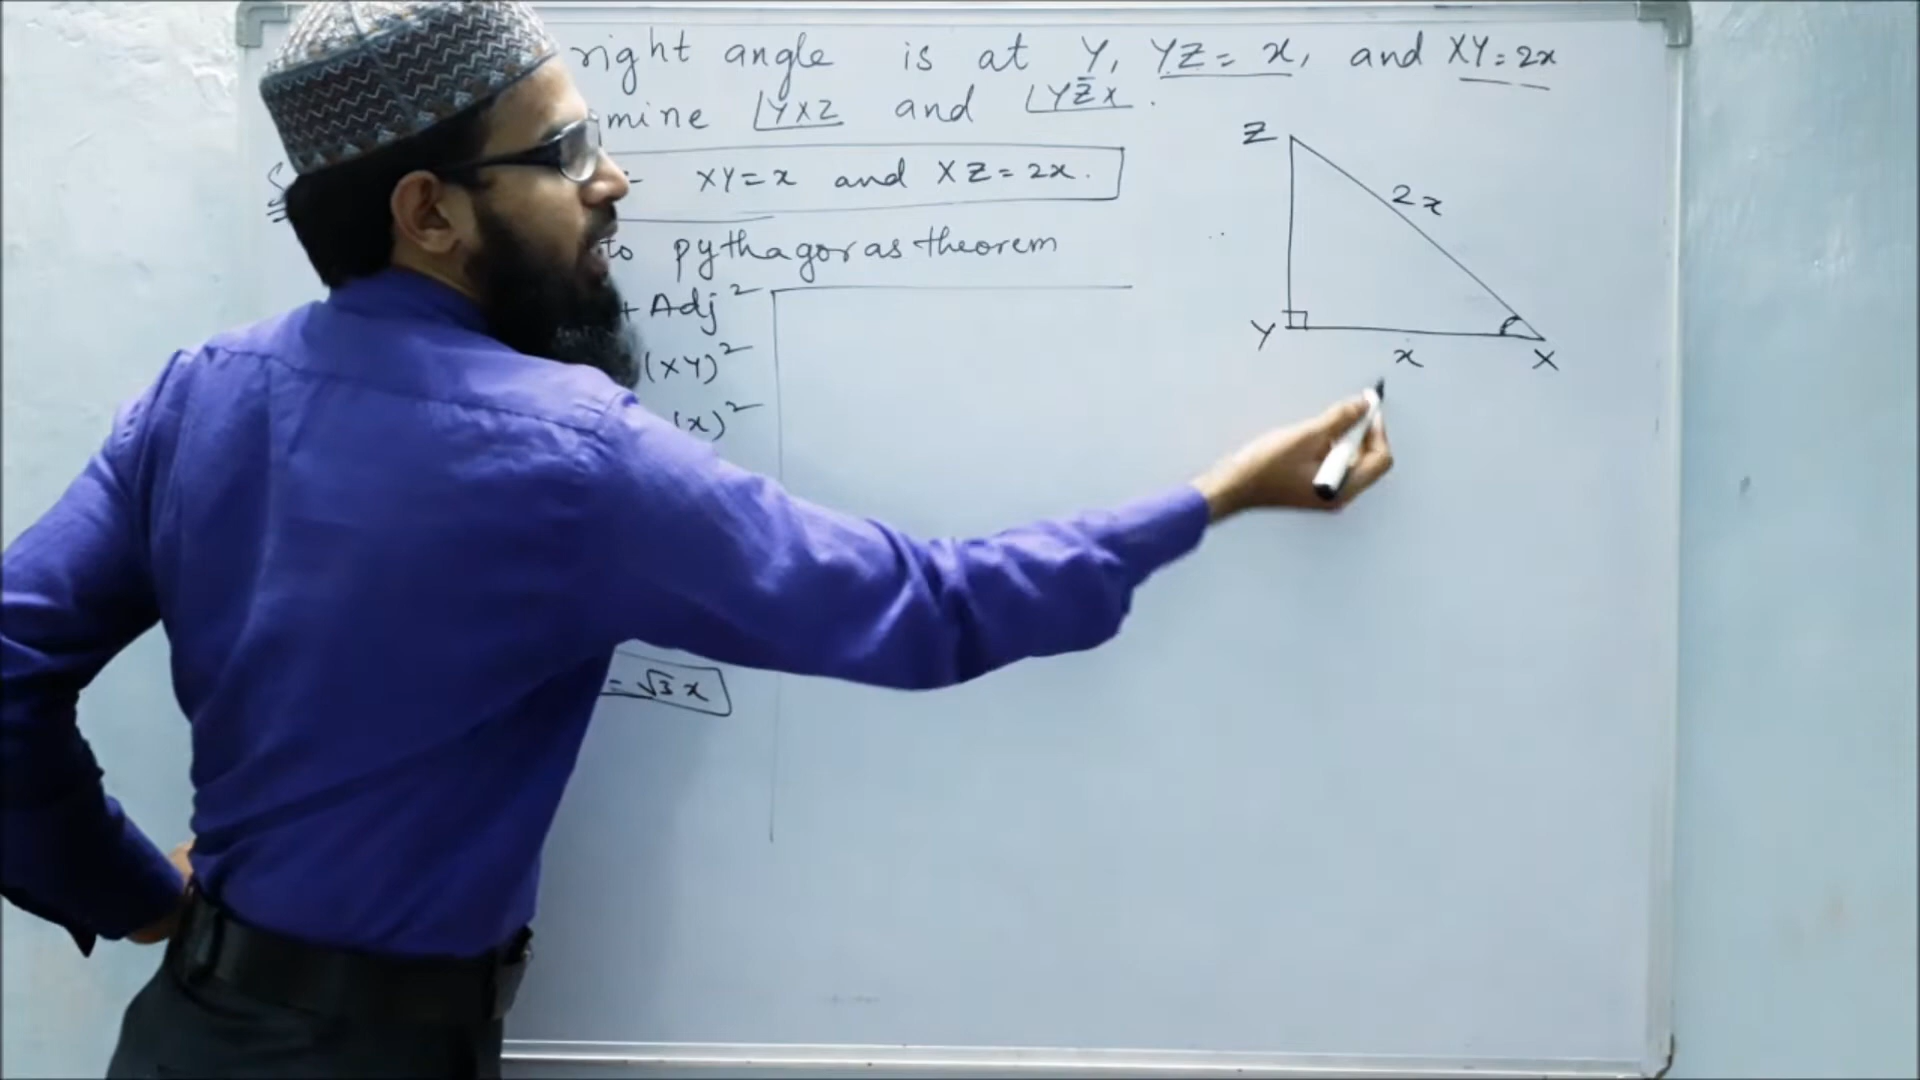 right angle is at Y, YZ = x, and XY = 2x
mine ∠YXZ and ∠YZX.
XY = x and XZ = 2x.
to pythagoras theorem
+ Adj²
(XY)²
(x)²
= √3 x
Z
2x
Y
x
X